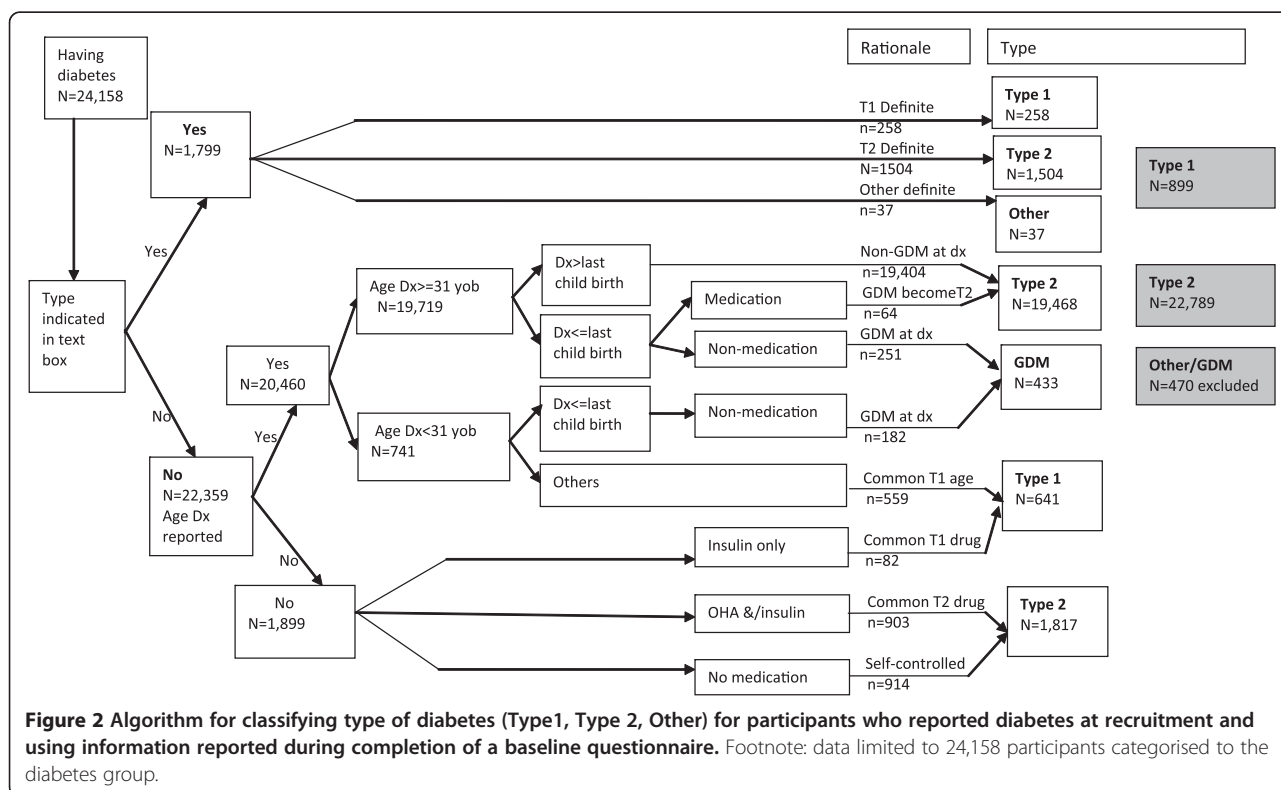 Having
diabetes
N=24,158
Rationale
Type
Yes
N=1,799
T1 Definite
n=258
T2 Definite
N=1504
Other definite
n=37
Type 1
N=258
Type 2
N=1,504
Other
N=37
Type 1
N=899
Yes
Type
indicated
in text
box
No
Yes
N=20,460
Yes
No
N=22,359
Age Dx
reported
No
No
N=1,899
Age Dx>=31 yob
N=19,719
Age Dx<31 yob
N=741
Dx>last
child birth
Dx<=last
child birth
Medication
Non-medication
Dx<=last
child birth
Non-medication
Others
Non-GDM at dx
n=19,404
GDM becomeT2
n=64
GDM at dx
n=251
GDM at dx
n=182
Common T1 age
n=559
Type 2
N=19,468
GDM
N=433
Type 2
N=22,789
Other/GDM
N=470 excluded
Type 1
N=641
Insulin only
Common T1 drug
n=82
OHA &/insulin
Common T2 drug
n=903
No medication
Self-controlled
n=914
Type 2
N=1,817
Figure 2 Algorithm for classifying type of diabetes (Type1, Type 2, Other) for participants who reported diabetes at recruitment and
using information reported during completion of a baseline questionnaire. Footnote: data limited to 24,158 participants categorised to the
diabetes group.